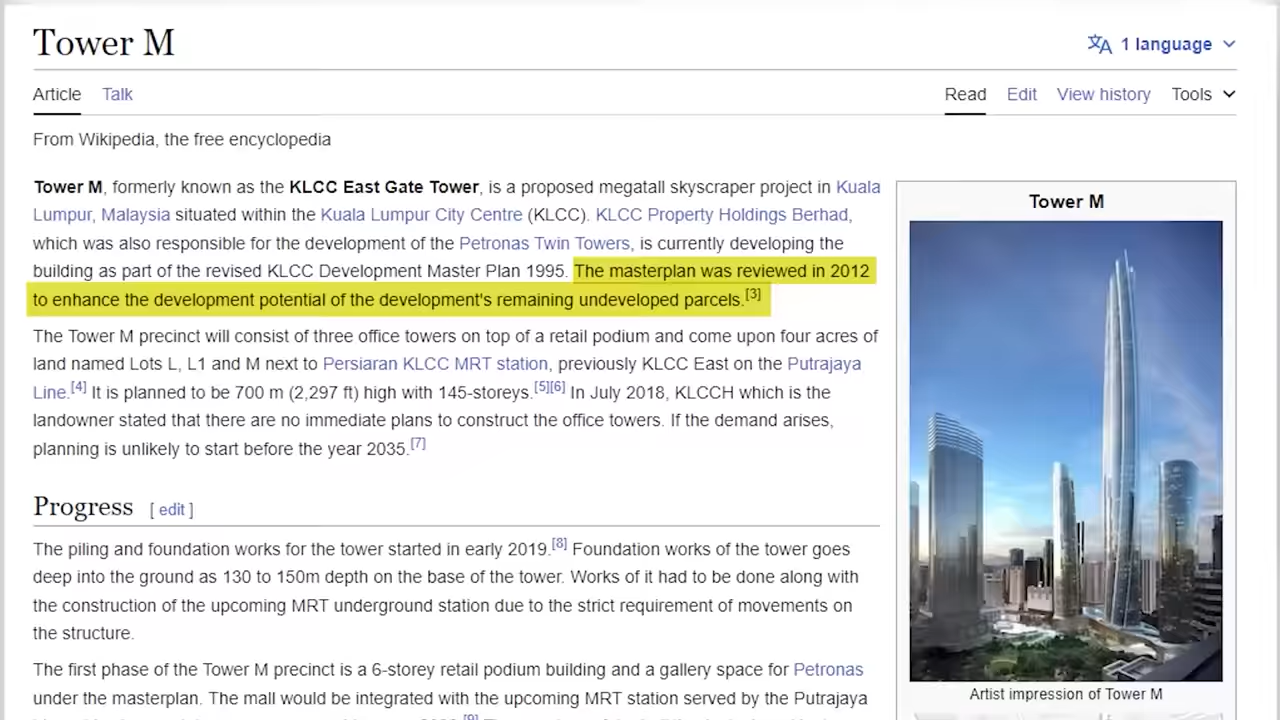 Tower M
1 language
Article Talk
Read Edit View history Tools
From Wikipedia, the free encyclopedia
Tower M, formerly known as the KLCC East Gate Tower, is a proposed megatall skyscraper project in Kuala
Lumpur, Malaysia situated within the Kuala Lumpur City Centre (KLCC). KLCC Property Holdings Berhad,
which was also responsible for the development of the Petronas Twin Towers, is currently developing the
building as part of the revised KLCC Development Master Plan 1995. The masterplan was reviewed in 2012
to enhance the development potential of the development's remaining undeveloped parcels.[3]
The Tower M precinct will consist of three office towers on top of a retail podium and come upon four acres of
land named Lots L, L1 and M next to Persiaran KLCC MRT station, previously KLCC East on the Putrajaya
Line.[4] It is planned to be 700 m (2,297 ft) high with 145-storeys.[5][6] In July 2018, KLCCH which is the
landowner stated that there are no immediate plans to construct the office towers. If the demand arises,
planning is unlikely to start before the year 2035.[7]
Progress [ edit ]
The piling and foundation works for the tower started in early 2019.[8] Foundation works of the tower goes
deep into the ground as 130 to 150m depth on the base of the tower. Works of it had to be done along with
the construction of the upcoming MRT underground station due to the strict requirement of movements on
the structure.
The first phase of the Tower M precinct is a 6-storey retail podium building and a gallery space for Petronas
under the masterplan. The mall would be integrated with the upcoming MRT station served by the Putrajaya
Tower M
Artist impression of Tower M